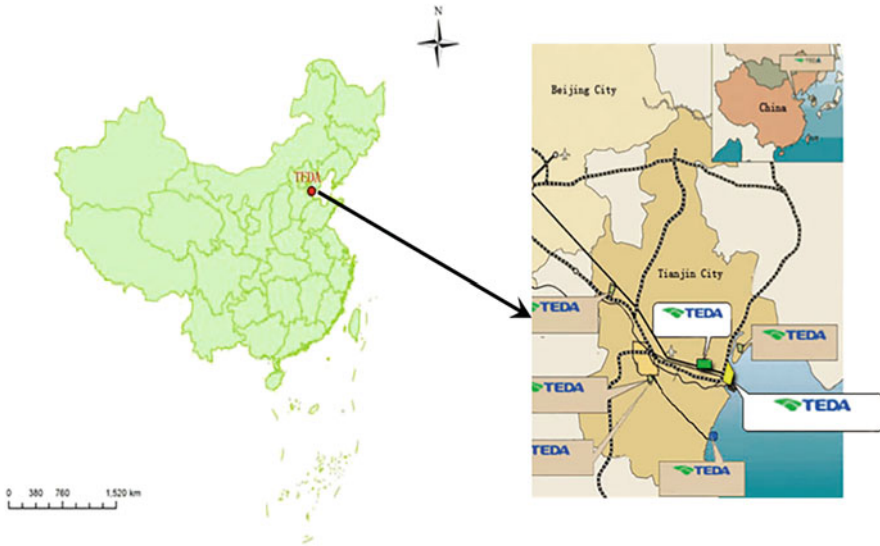 N
TEDA
0 380 760 1,520 km
TEDA
China
Beijing City
Tianjin City
TEDA
TEDA
TEDA
TEDA
TEDA
TEDA
TEDA